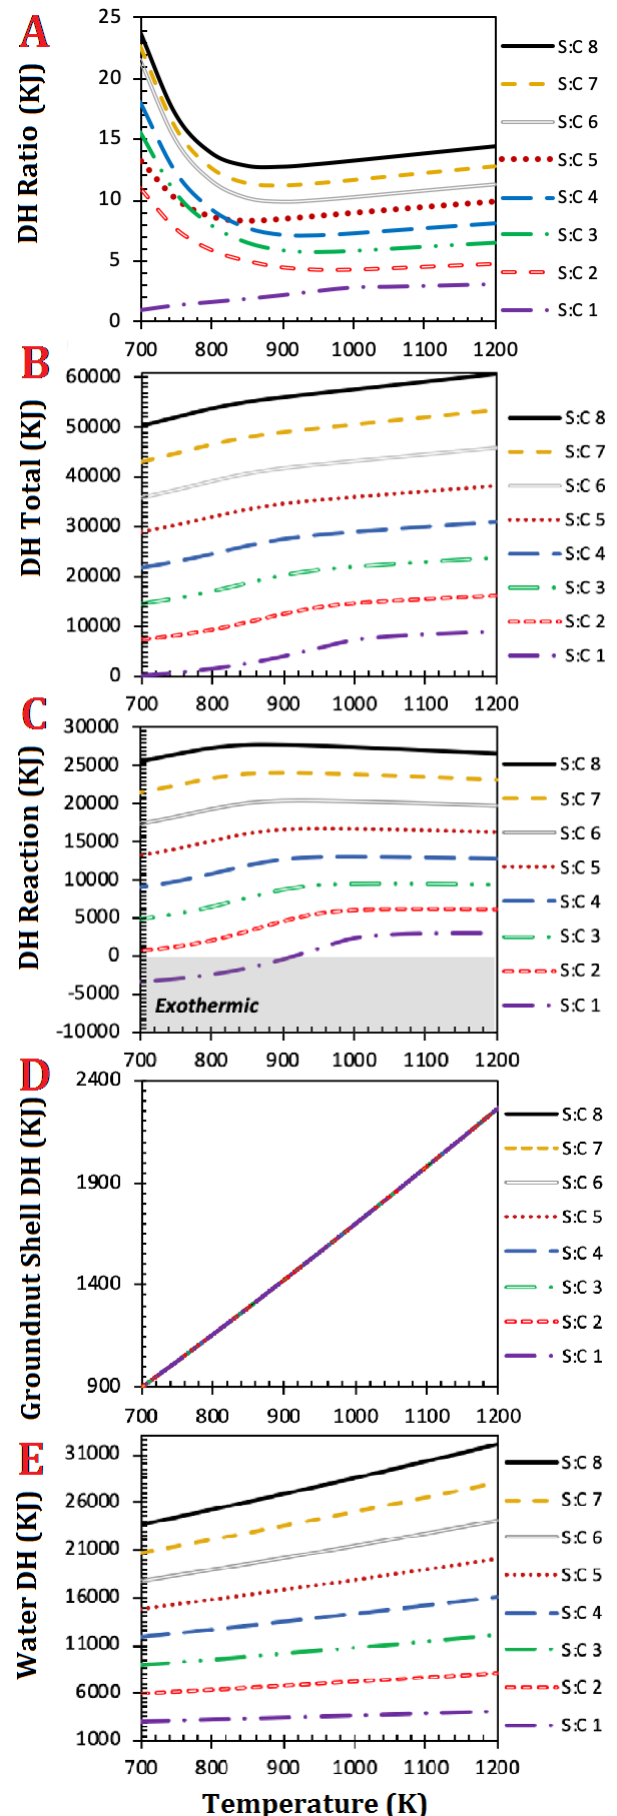 A
DH Ratio (KJ)
25
20
15
10
5
0
700 800 900 1000 1100 1200
S:C 8
S:C 7
S:C 6
S:C 5
S:C 4
S:C 3
S:C 2
S:C 1
B
DH Total (KJ)
60000
50000
40000
30000
20000
10000
0
700 800 900 1000 1100 1200
S:C 8
S:C 7
S:C 6
S:C 5
S:C 4
S:C 3
S:C 2
S:C 1
C
DH Reaction (KJ)
30000
25000
20000
15000
10000
5000
0
-5000
-10000
Exothermic
700 800 900 1000 1100 1200
S:C 8
S:C 7
S:C 6
S:C 5
S:C 4
S:C 3
S:C 2
S:C 1
D
Groundnut Shell DH (KJ)
2400
1900
1400
900
700 800 900 1000 1100 1200
S:C 8
S:C 7
S:C 6
S:C 5
S:C 4
S:C 3
S:C 2
S:C 1
E
Water DH (KJ)
31000
26000
21000
16000
11000
6000
1000
700 800 900 1000 1100 1200
S:C 8
S:C 7
S:C 6
S:C 5
S:C 4
S:C 3
S:C 2
S:C 1
Temperature (K)